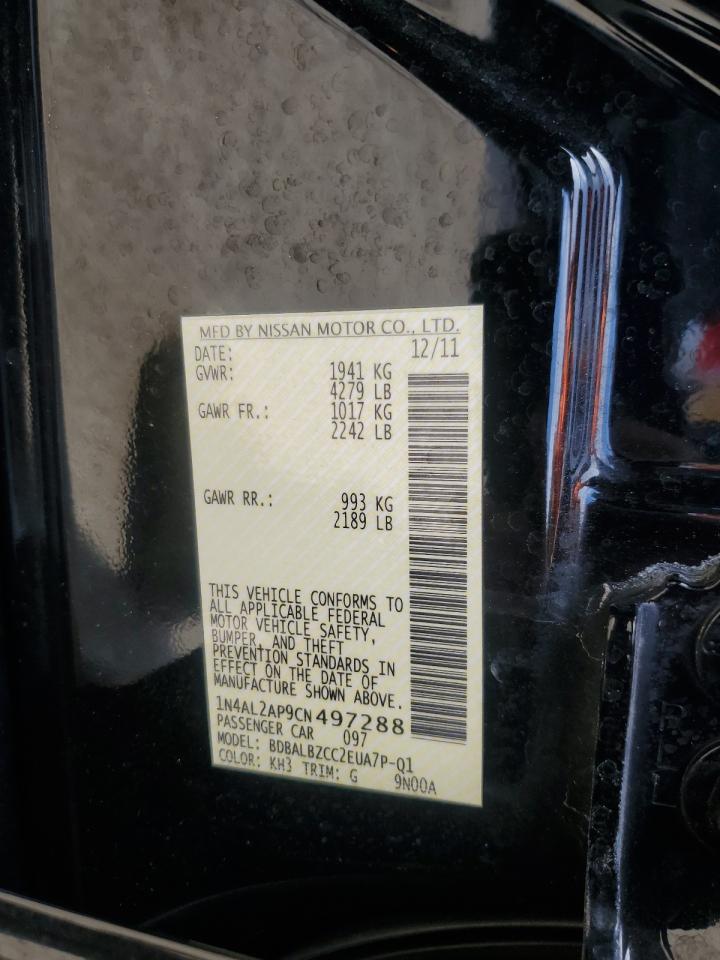 MFD BY NISSAN MOTOR CO., LTD.
DATE: 12/11
GVWR: 1941 KG
4279 LB
GAWR FR.: 1017 KG
2242 LB
GAWR RR.: 993 KG
2189 LB
THIS VEHICLE CONFORMS TO
ALL APPLICABLE FEDERAL
MOTOR VEHICLE SAFETY,
BUMPER, AND THEFT
PREVENTION STANDARDS IN
EFFECT ON THE DATE OF
MANUFACTURE SHOWN ABOVE.
1N4AL2AP9CN497288
PASSENGER CAR 097
MODEL: BDBALBZCC2EUA7P-Q1
COLOR: KH3 TRIM: G 9N00A